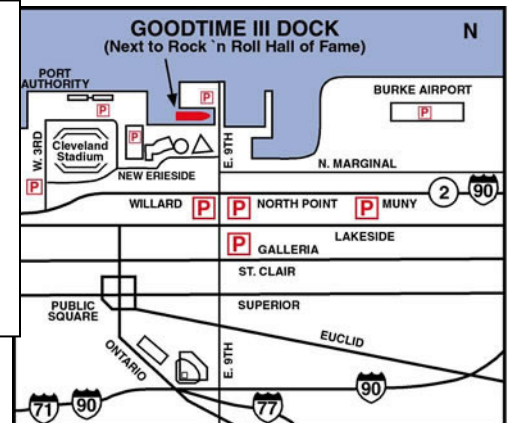 GOODTIME III DOCK
(Next to Rock `n Roll Hall of Fame)
N
PORT
AUTHORITY
P
P
BURKE AIRPORT
P
W. 3RD
Cleveland
Stadium
P
E. 9TH
N. MARGINAL
NEW ERIESIDE
P
2
90
WILLARD
P
P
NORTH POINT
P
MUNY
LAKESIDE
P
GALLERIA
ST. CLAIR
PUBLIC
SQUARE
SUPERIOR
EUCLID
ONTARIO
E. 9TH
71
90
77
90